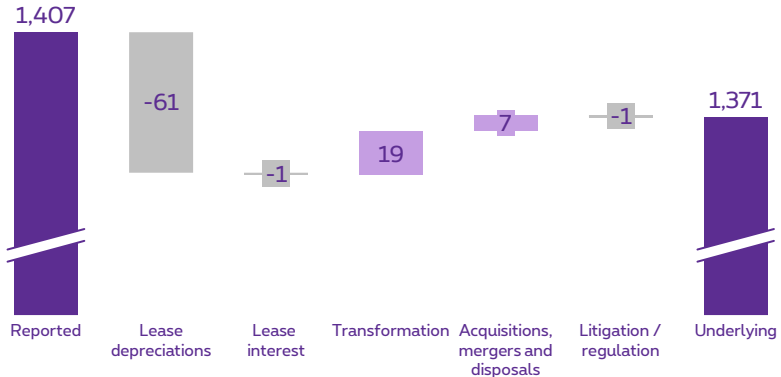 1,407
-61
-1
19
7
-1
1,371
Reported
Lease
depreciations
Lease
interest
Transformation
Acquisitions,
mergers and
disposals
Litigation /
regulation
Underlying